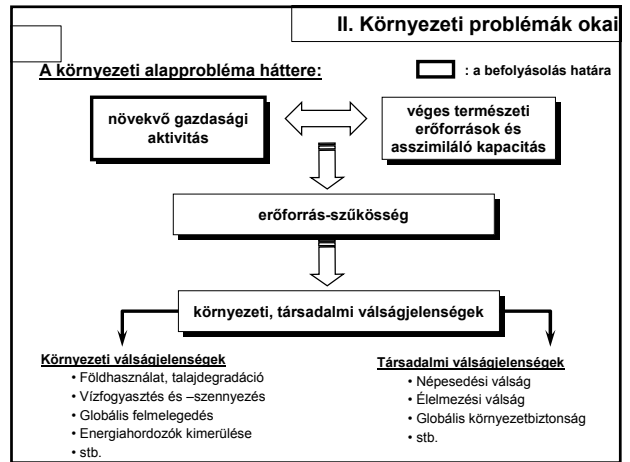 II. Környezeti problémák okai
A környezeti alapprobléma háttere:
: a befolyásolás határa
növekvő gazdasági
aktivitás
véges természeti
erőforrások és
asszimiláló kapacitás
erőforrás-szűkösség
környezeti, társadalmi válságjelenségek
Környezeti válságjelenségek
• Földhasználat, talajdegradáció
• Vízfogyasztés és –szennyezés
• Globális felmelegedés
• Energiahordozók kimerülése
• stb.
Társadalmi válságjelenségek
• Népesedési válság
• Élelmezési válság
• Globális környezetbiztonság
• stb.